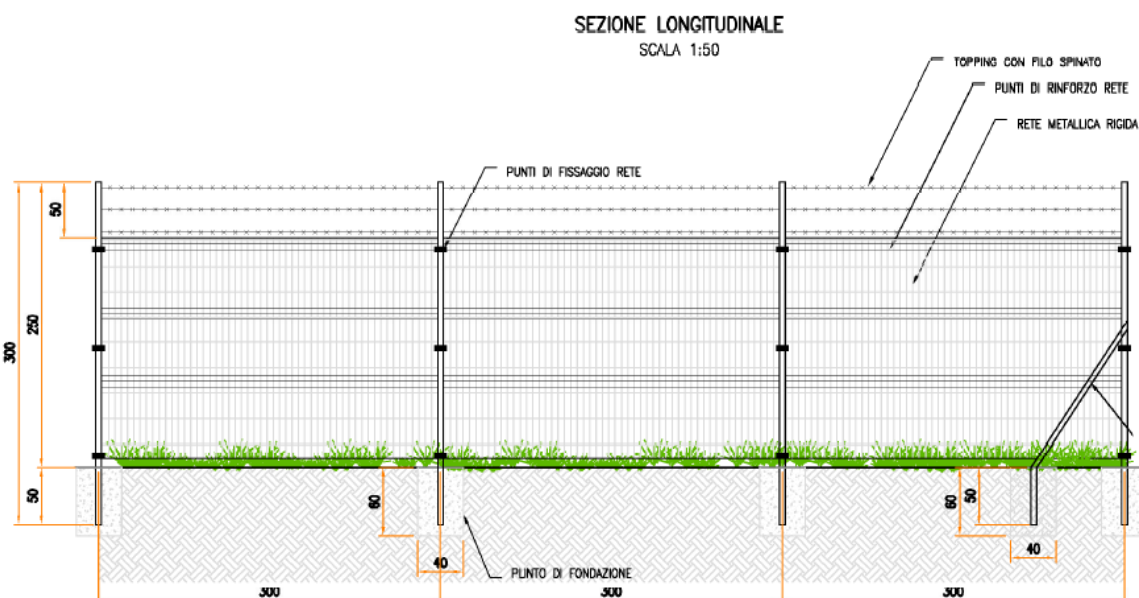 SEZIONE LONGITUDINALE
SCALA 1:50
TOPPING CON FILO SPINATO
PUNTI DI RINFORZO RETE
RETE METALLICA RIGIDA
PUNTI DI FISSAGGIO RETE
50
250
300
50
60
60
50
40
40
PUNTO DI FONDAZIONE
300
300
300